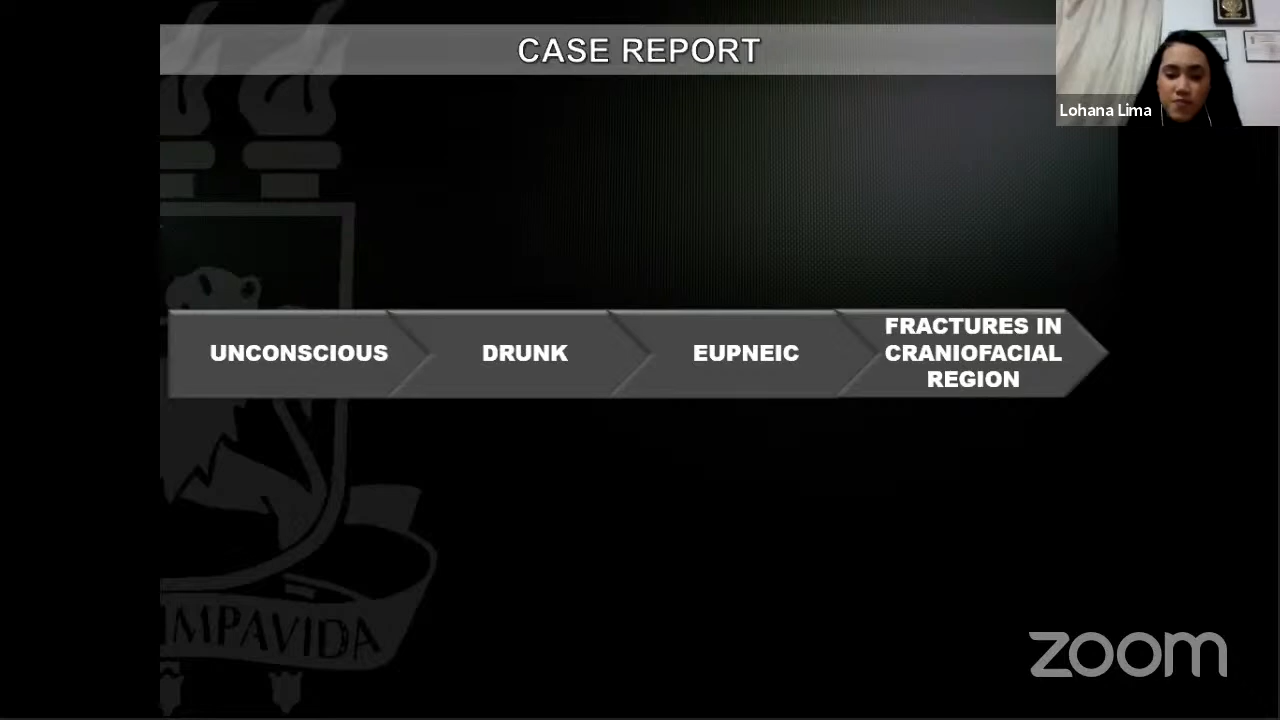 CASE REPORT
Lohana Lima
UNCONSCIOUS
DRUNK
EUPNEIC
FRACTURES IN
CRANIOFACIAL
REGION
IMPAVIDA
zoom